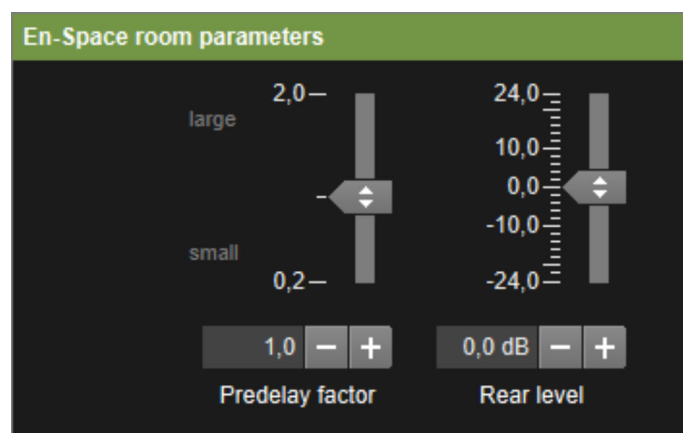 En-Space room parameters
2,0
large
small
0,2
24,0
10,0
0,0
-10,0
-24,0
1,0 − +
0,0 dB − +
Predelay factor
Rear level